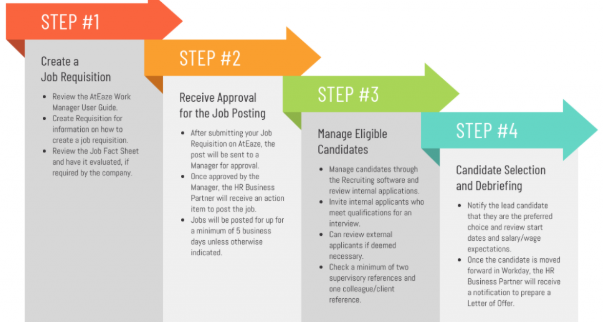 STEP #1
Create a
Job Requisition
Review the AtEaze Work
Manager User Guide.
Create Requisition for
information on how to
create a job requisition.
Review the Job Fact Sheet
and have it evaluated, if
required by the company.
STEP #2
Receive Approval
for the Job Posting
After submitting your Job
Requisition on AtEaze, the
post will be sent to a
Manager for approval.
Once approved by the
Manager, the HR Business
Partner will receive an action
item to post the job.
Jobs will be posted for up for
a minimum of 5 business
days unless otherwise
indicated.
STEP #3
Manage Eligible
Candidates
Manage candidates through
the Recruiting software and
review internal applications.
Invite internal applicants who
meet qualifications for an
interview.
Can review external
applicants if deemed
necessary.
Check a minimum of two
supervisory references and
one colleague/client
reference.
STEP #4
Candidate Selection
and Debriefing
Notify the lead candidate
that they are the preferred
choice and review start
dates and salary/wage
expectations.
Once the candidate is moved
forward in Workday, the HR
Business Partner will receive
a notification to prepare a
Letter of Offer.